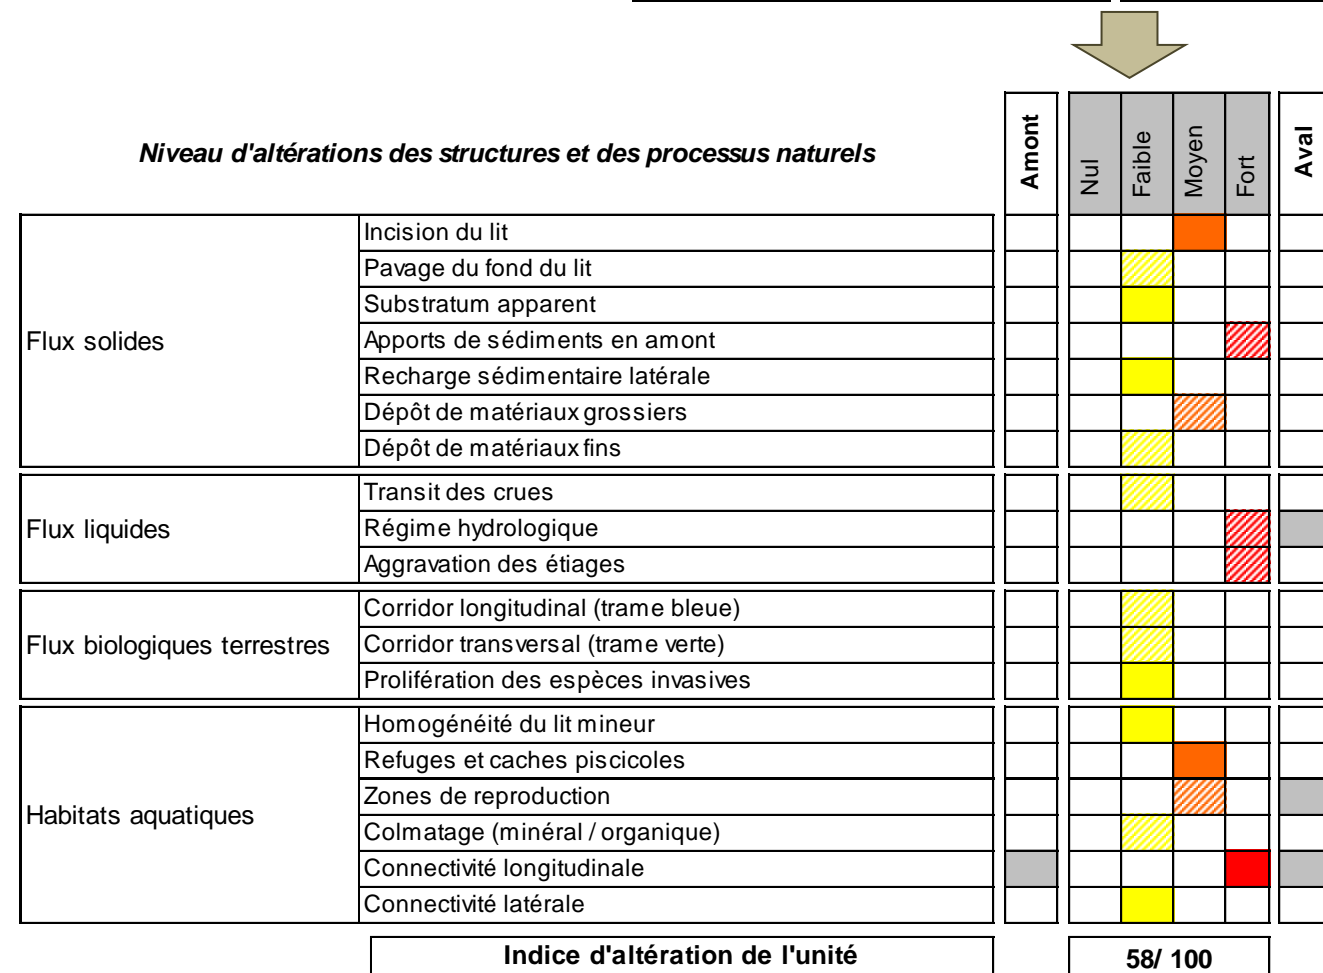 Niveau d'altérations des structures et des processus naturels
Amont
Nul
Faible
Moyen
Fort
Aval
Flux solides
Incision du lit
Pavage du fond du lit
Substratum apparent
Apports de sédiments en amont
Recharge sédimentaire latérale
Dépôt de matériaux grossiers
Dépôt de matériaux fins
Flux liquides
Transit des crues
Régime hydrologique
Aggravation des étiages
Flux biologiques terrestres
Corridor longitudinal (trame bleue)
Corridor transversal (trame verte)
Prolifération des espèces invasives
Habitats aquatiques
Homogénéité du lit mineur
Refuges et caches piscicoles
Zones de reproduction
Colmatage (minéral / organique)
Connectivité longitudinale
Connectivité latérale
Indice d'altération de l'unité
58/ 100